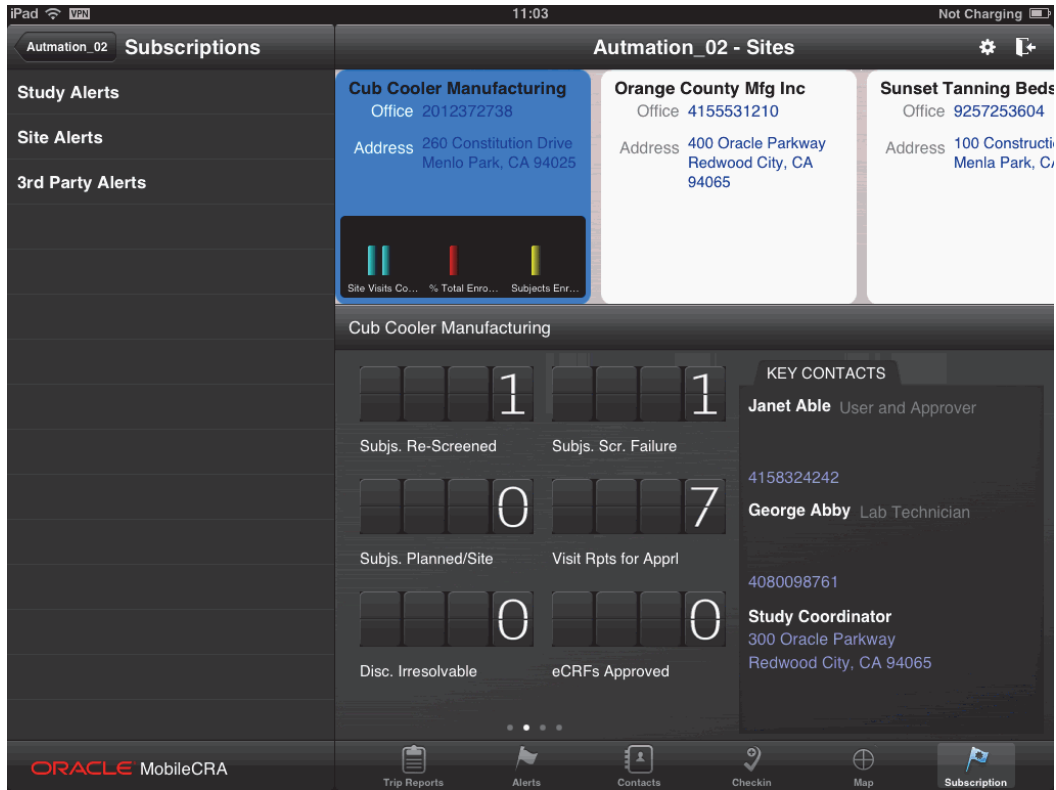 iPad VPN 11:03 Not Charging
Autmation_02 Subscriptions
Autmation_02 - Sites
Study Alerts
Site Alerts
3rd Party Alerts
Cub Cooler Manufacturing
Office 2012372738
Address 260 Constitution Drive
Menlo Park, CA 94025
Site Visits Co... % Total Enro... Subjects Enr...
Orange County Mfg Inc
Office 4155531210
Address 400 Oracle Parkway
Redwood City, CA
94065
Sunset Tanning Beds
Office 9257253604
Address 100 Constructi
Menla Park, CA
Cub Cooler Manufacturing
1 1
Subjs. Re-Screened Subjs. Scr. Failure
0 7
Subjs. Planned/Site Visit Rpts for Apprl
0 0
Disc. Irresolvable eCRFs Approved
KEY CONTACTS
Janet Able User and Approver
4158324242
George Abby Lab Technician
4080098761
Study Coordinator
300 Oracle Parkway
Redwood City, CA 94065
ORACLE MobileCRA
Trip Reports Alerts Contacts Checkin Map Subscription